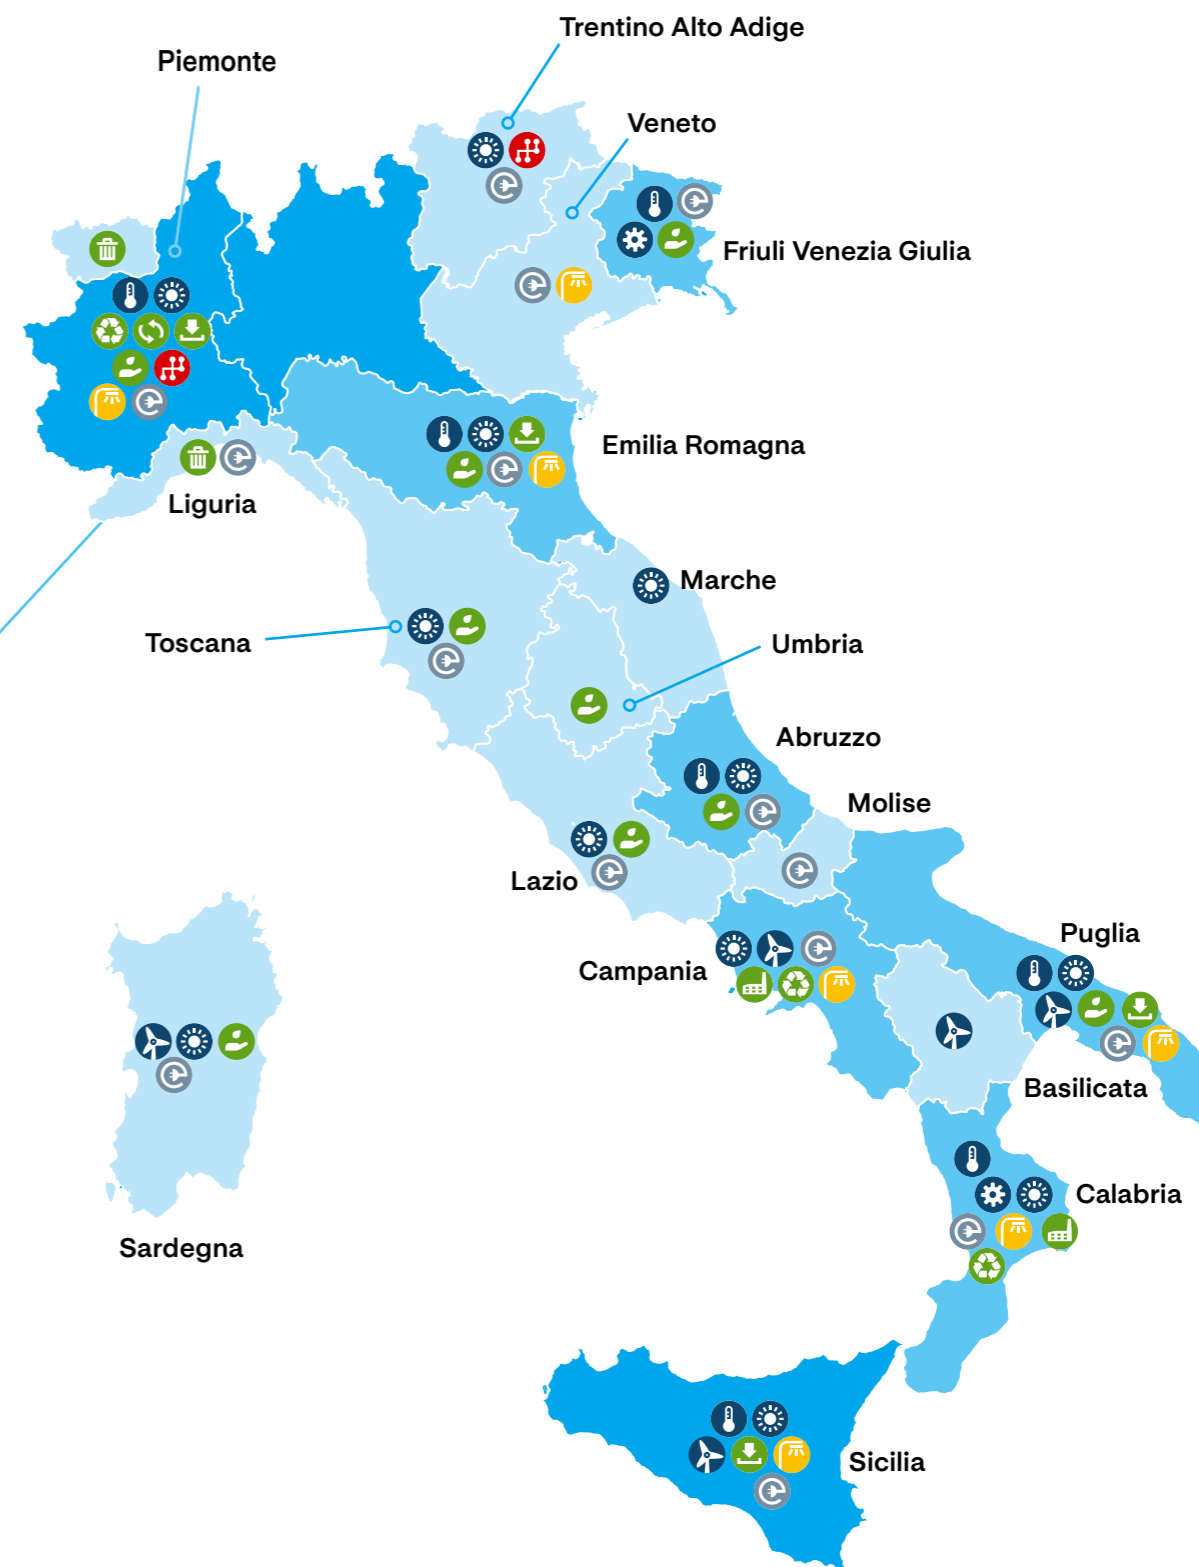 Trentino Alto Adige
Piemonte
Veneto
Friuli Venezia Giulia
Emilia Romagna
Liguria
Marche
Toscana
Umbria
Abruzzo
Molise
Lazio
Puglia
Campania
Basilicata
Calabria
Sardegna
Sicilia